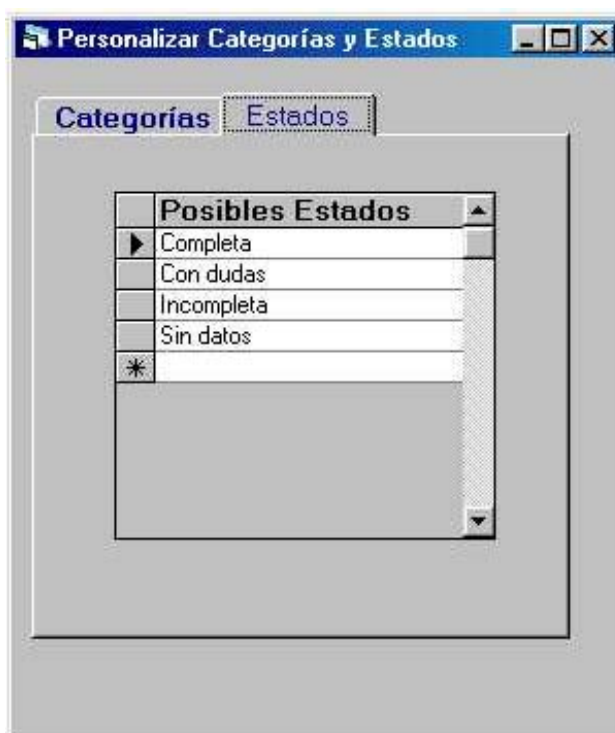 Personalizar Categorías y Estados
Categorías Estados
Posibles Estados
Completa
Con dudas
Incompleta
Sin datos